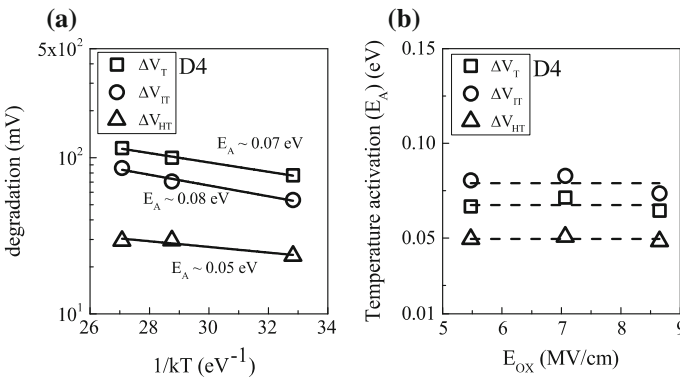 (a)
5x10²
10²
10¹
degradation (mV)
ΔV_T
ΔV_IT
ΔV_HT
D4
E_A ~ 0.07 eV
E_A ~ 0.08 eV
E_A ~ 0.05 eV
26 28 30 32 34
1/kT (eV⁻¹)
(b)
0.15
0.10
0.05
0.01
Temperature activation (E_A) (eV)
ΔV_T
ΔV_IT
ΔV_HT
D4
5 6 7 8 9
E_OX (MV/cm)